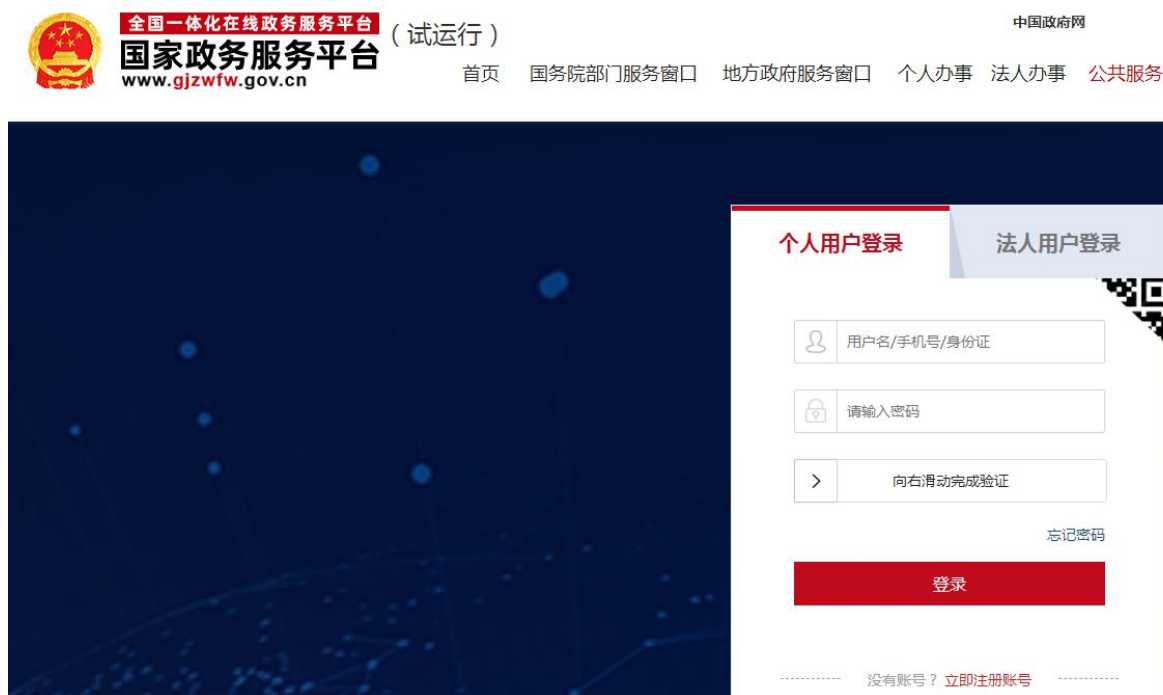 全国一体化在线政务服务平台
国家政务服务平台
www.gjzwfw.gov.cn
（试运行）
中国政府网
首页 国务院部门服务窗口 地方政府服务窗口 个人办事 法人办事 公共服务
个人用户登录 法人用户登录
用户名/手机号/身份证
请输入密码
向右滑动完成验证
忘记密码
登录
没有账号？立即注册账号